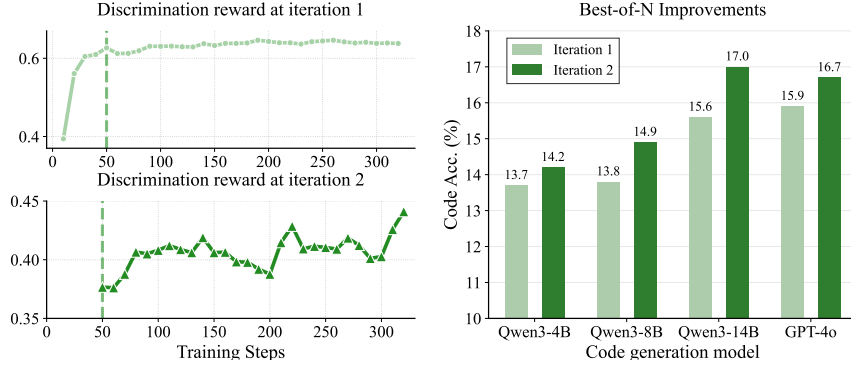 Discrimination reward at iteration 1
0.6
0.4
0 50 100 150 200 250 300
Discrimination reward at iteration 2
0.45
0.40
0.35
0 50 100 150 200 250 300
Training Steps
Best-of-N Improvements
Code Acc. (%)
18
17
16
15
14
13
12
11
10
Iteration 1
Iteration 2
13.7 14.2 13.8 14.9 15.6 17.0 15.9 16.7
Qwen3-4B Qwen3-8B Qwen3-14B GPT-4o
Code generation model